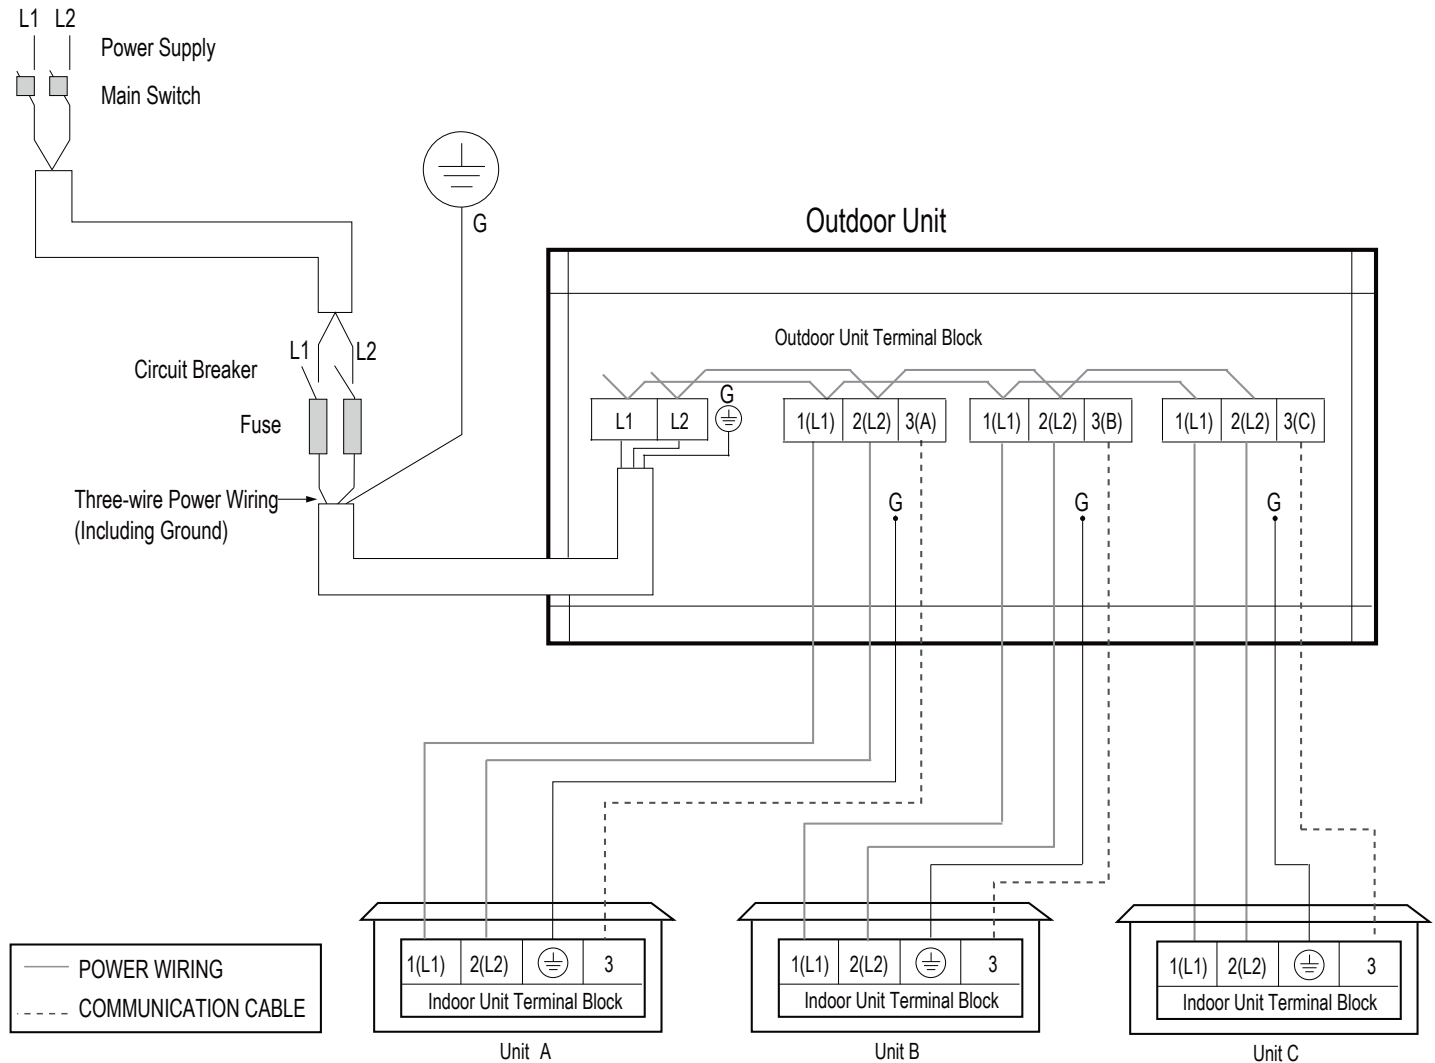 L1 L2
Power Supply
Main Switch
G
Outdoor Unit
Outdoor Unit Terminal Block
L1 L2
Circuit Breaker
Fuse
Three-wire Power Wiring
(Including Ground)
G
L1 L2
1(L1) 2(L2) 3(A)
1(L1) 2(L2) 3(B)
1(L1) 2(L2) 3(C)
G G G
1(L1) 2(L2) 3
Indoor Unit Terminal Block
Unit A
1(L1) 2(L2) 3
Indoor Unit Terminal Block
Unit B
1(L1) 2(L2) 3
Indoor Unit Terminal Block
Unit C
POWER WIRING
COMMUNICATION CABLE